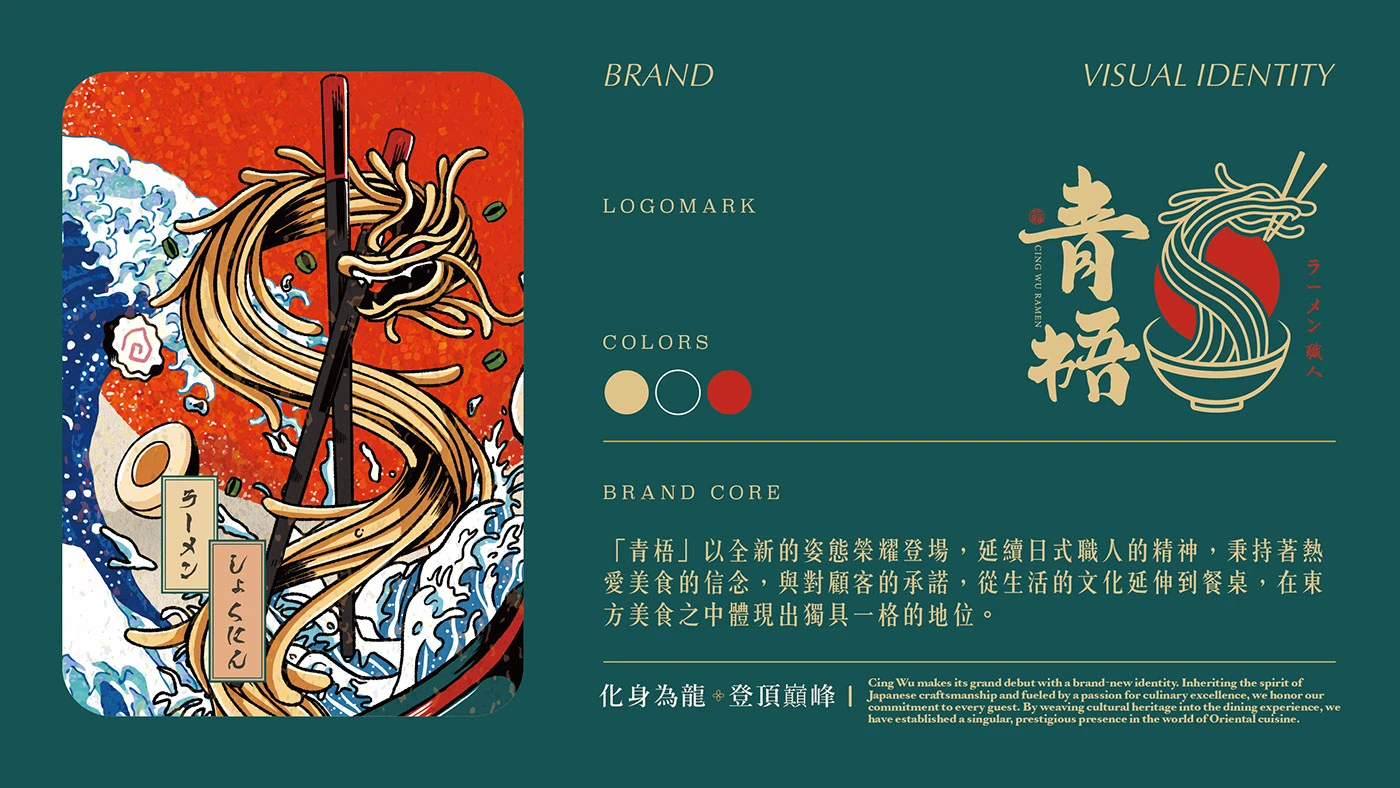 BRAND
VISUAL IDENTITY
LOGOMARK
青梧
CING WU RAMEN
ラーメン職人
COLORS
ラーメン
しょくにん
BRAND CORE
「青梧」以全新的姿態榮耀登場，延續日式職人的精神，秉持著熱
愛美食的信念，與對顧客的承諾，從生活的文化延伸到餐桌，在東
方美食之中體現出獨具一格的地位。
化身為龍 登頂巔峰
Cing Wu makes its grand debut with a brand-new identity. Inheriting the spirit of
Japanese craftsmanship and fueled by a passion for culinary excellence, we honor our
commitment to every guest. By weaving cultural heritage into the dining experience, we
have established a singular, prestigious presence in the world of Oriental cuisine.